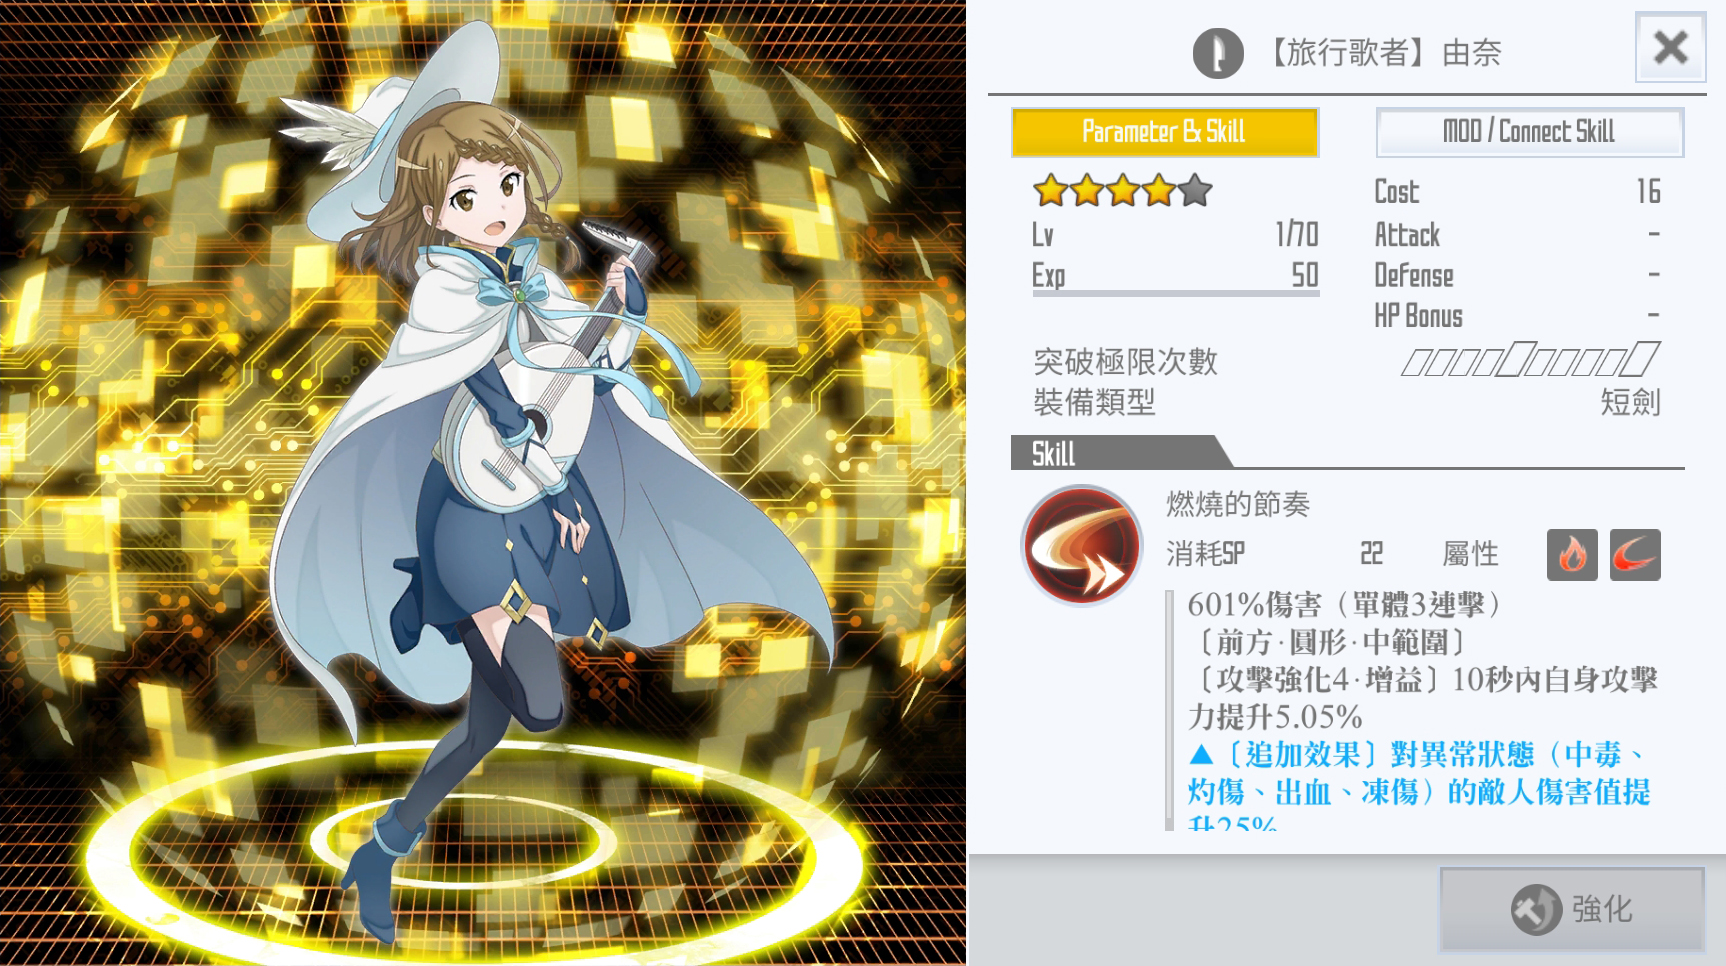 【旅行歌者】由奈
Parameter & Skill
MOD / Connect Skill
Lv 1/70
Exp 50
Cost 16
Attack -
Defense -
HP Bonus -
突破極限次數
裝備類型 短劍
Skill
燃燒的節奏
消耗SP 22 屬性
601%傷害（單體3連擊）
〔前方·圓形·中範圍〕
〔攻擊強化4·增益〕10秒內自身攻擊
力提升5.05%
▲〔追加效果〕對異常狀態（中毒、
灼傷、出血、凍傷）的敵人傷害值提
升25%
強化